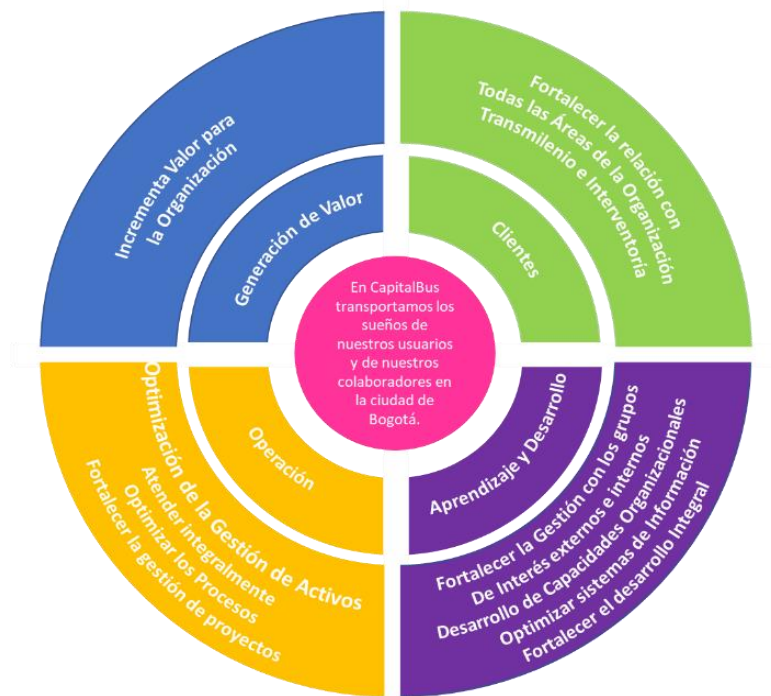 Incrementa Valor para
la Organización
Generación de Valor
Fortalecer la relación con
Todas las Áreas de la Organización
Transmilenio e Interventoría
Clientes
En CapitalBus
transportamos los
sueños de
nuestros usuarios
y de nuestros
colaboradores en
la ciudad de
Bogotá.
Operación
Optimización de la Gestión de Activos
Atender integralmente
Optimizar los Procesos
Fortalecer la gestión de proyectos
Aprendizaje y Desarrollo
Fortalecer la Gestión con los grupos
De Interés externos e internos
Desarrollo de Capacidades Organizacionales
Optimizar sistemas de Información
Fortalecer el desarrollo Integral